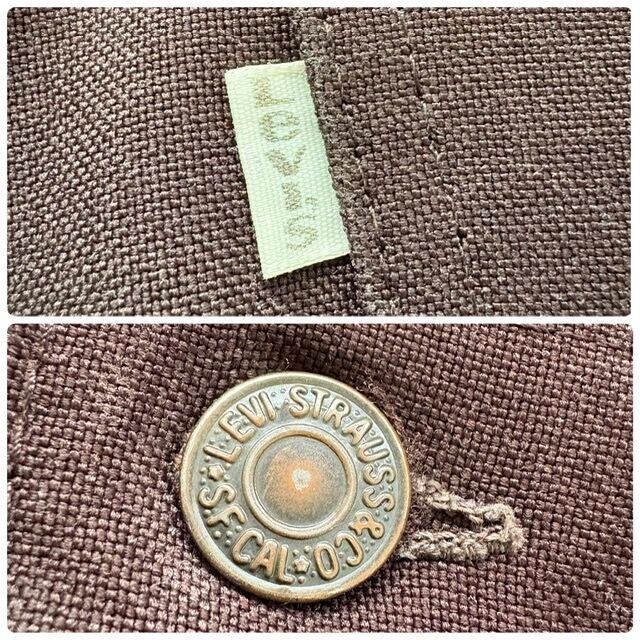 LeVI'S
LEVI STRAUSS & CO ★ S.F. CAL ★